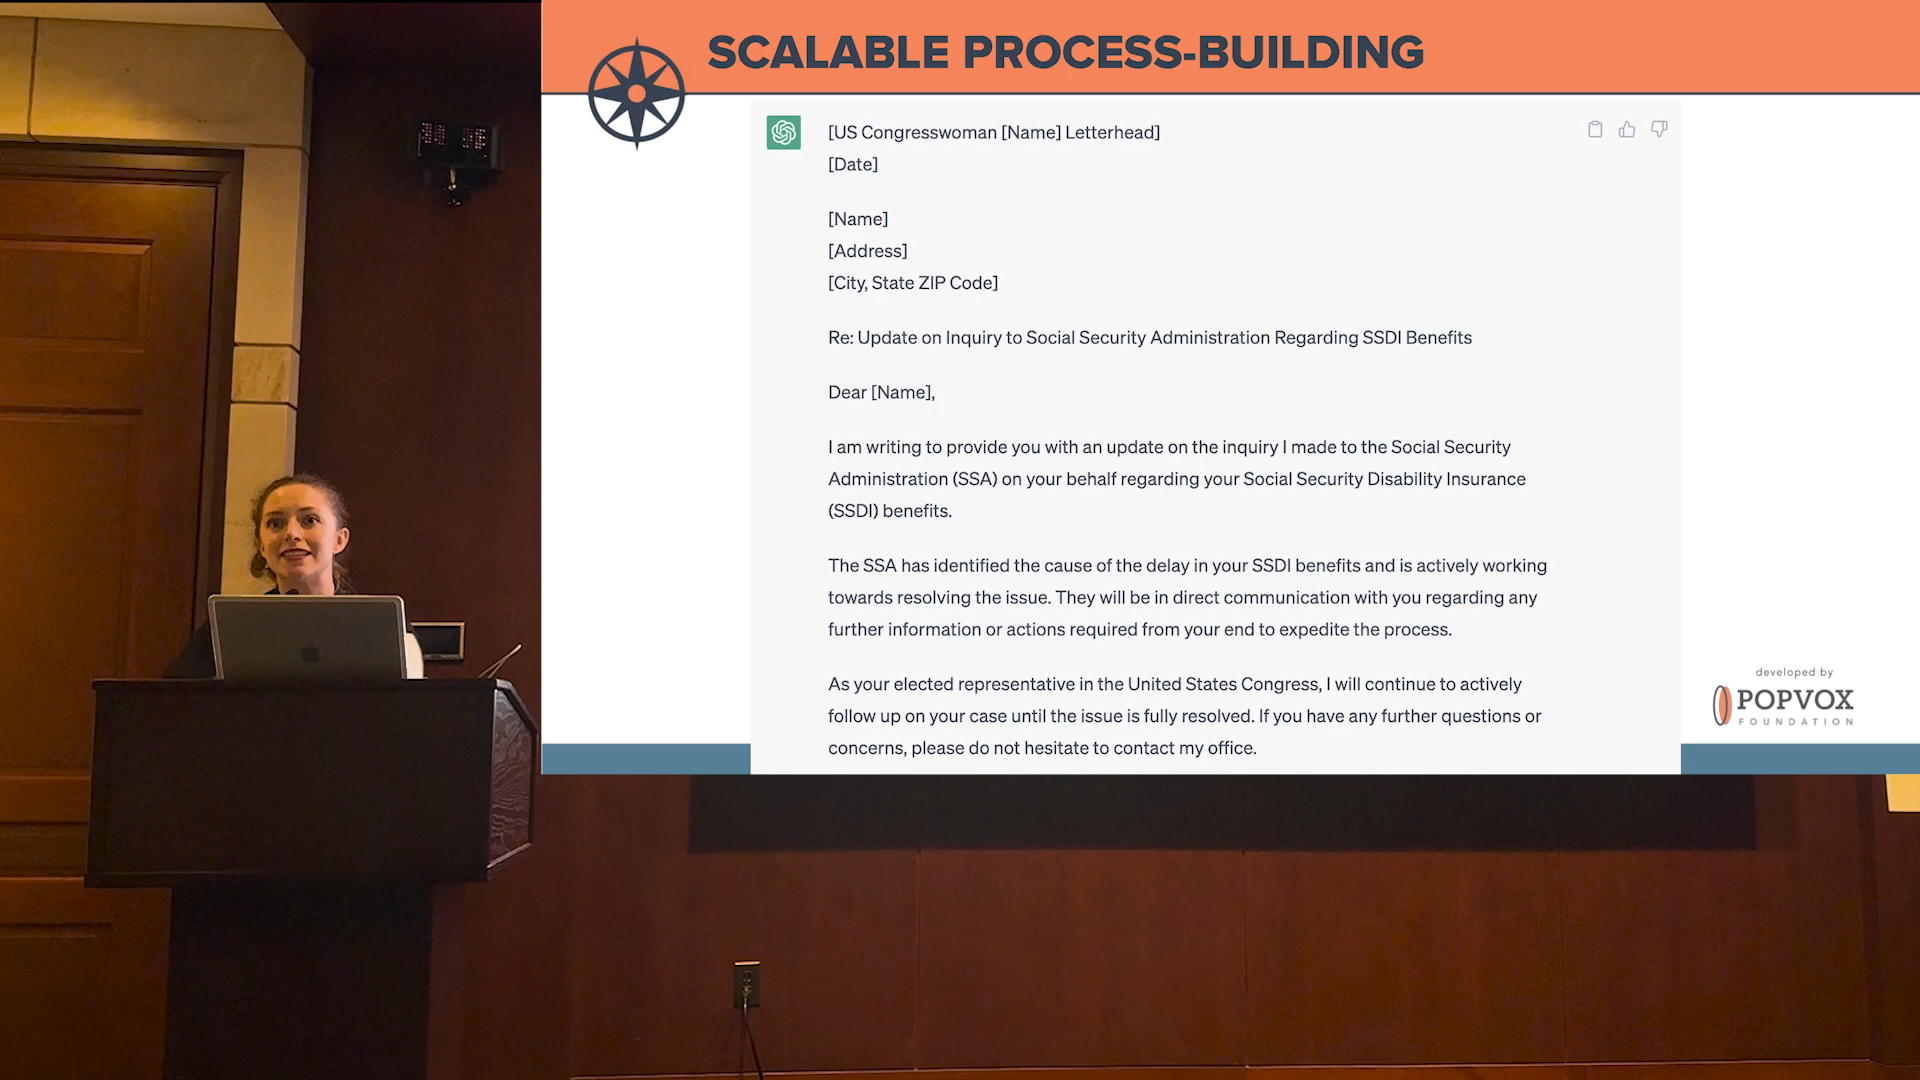 SCALABLE PROCESS-BUILDING
[US Congresswoman [Name] Letterhead]
[Date]
[Name]
[Address]
[City, State ZIP Code]
Re: Update on Inquiry to Social Security Administration Regarding SSDI Benefits
Dear [Name],
I am writing to provide you with an update on the inquiry I made to the Social Security
Administration (SSA) on your behalf regarding your Social Security Disability Insurance
(SSDI) benefits.
The SSA has identified the cause of the delay in your SSDI benefits and is actively working
towards resolving the issue. They will be in direct communication with you regarding any
further information or actions required from your end to expedite the process.
As your elected representative in the United States Congress, I will continue to actively
follow up on your case until the issue is fully resolved. If you have any further questions or
concerns, please do not hesitate to contact my office.
developed by
POPVOX
FOUNDATION